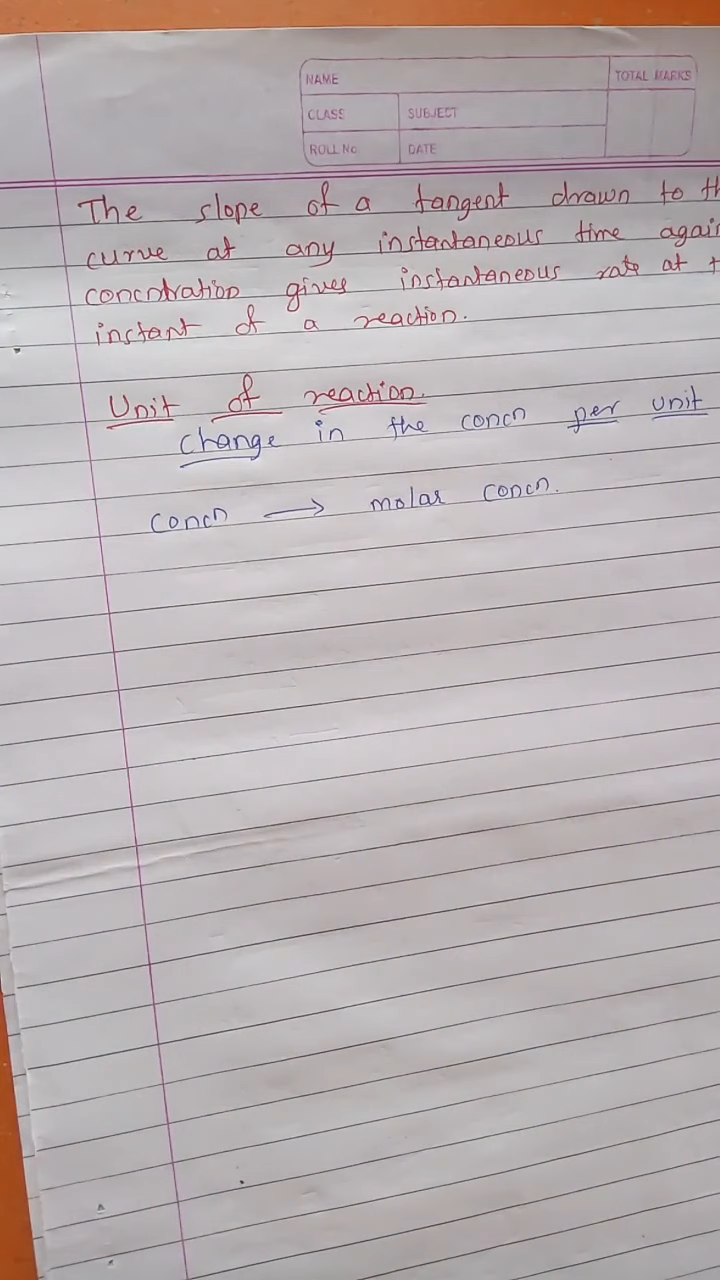 NAME
TOTAL MARKS
CLASS
SUBJECT
ROLL No
DATE
The slope of a tangent drawn to th
curve at any instantaneous time again
concntration gives instantaneous rate at t
instant of a reaction.
Unit of reaction.
change in the concn per unit
concn → molar concn.